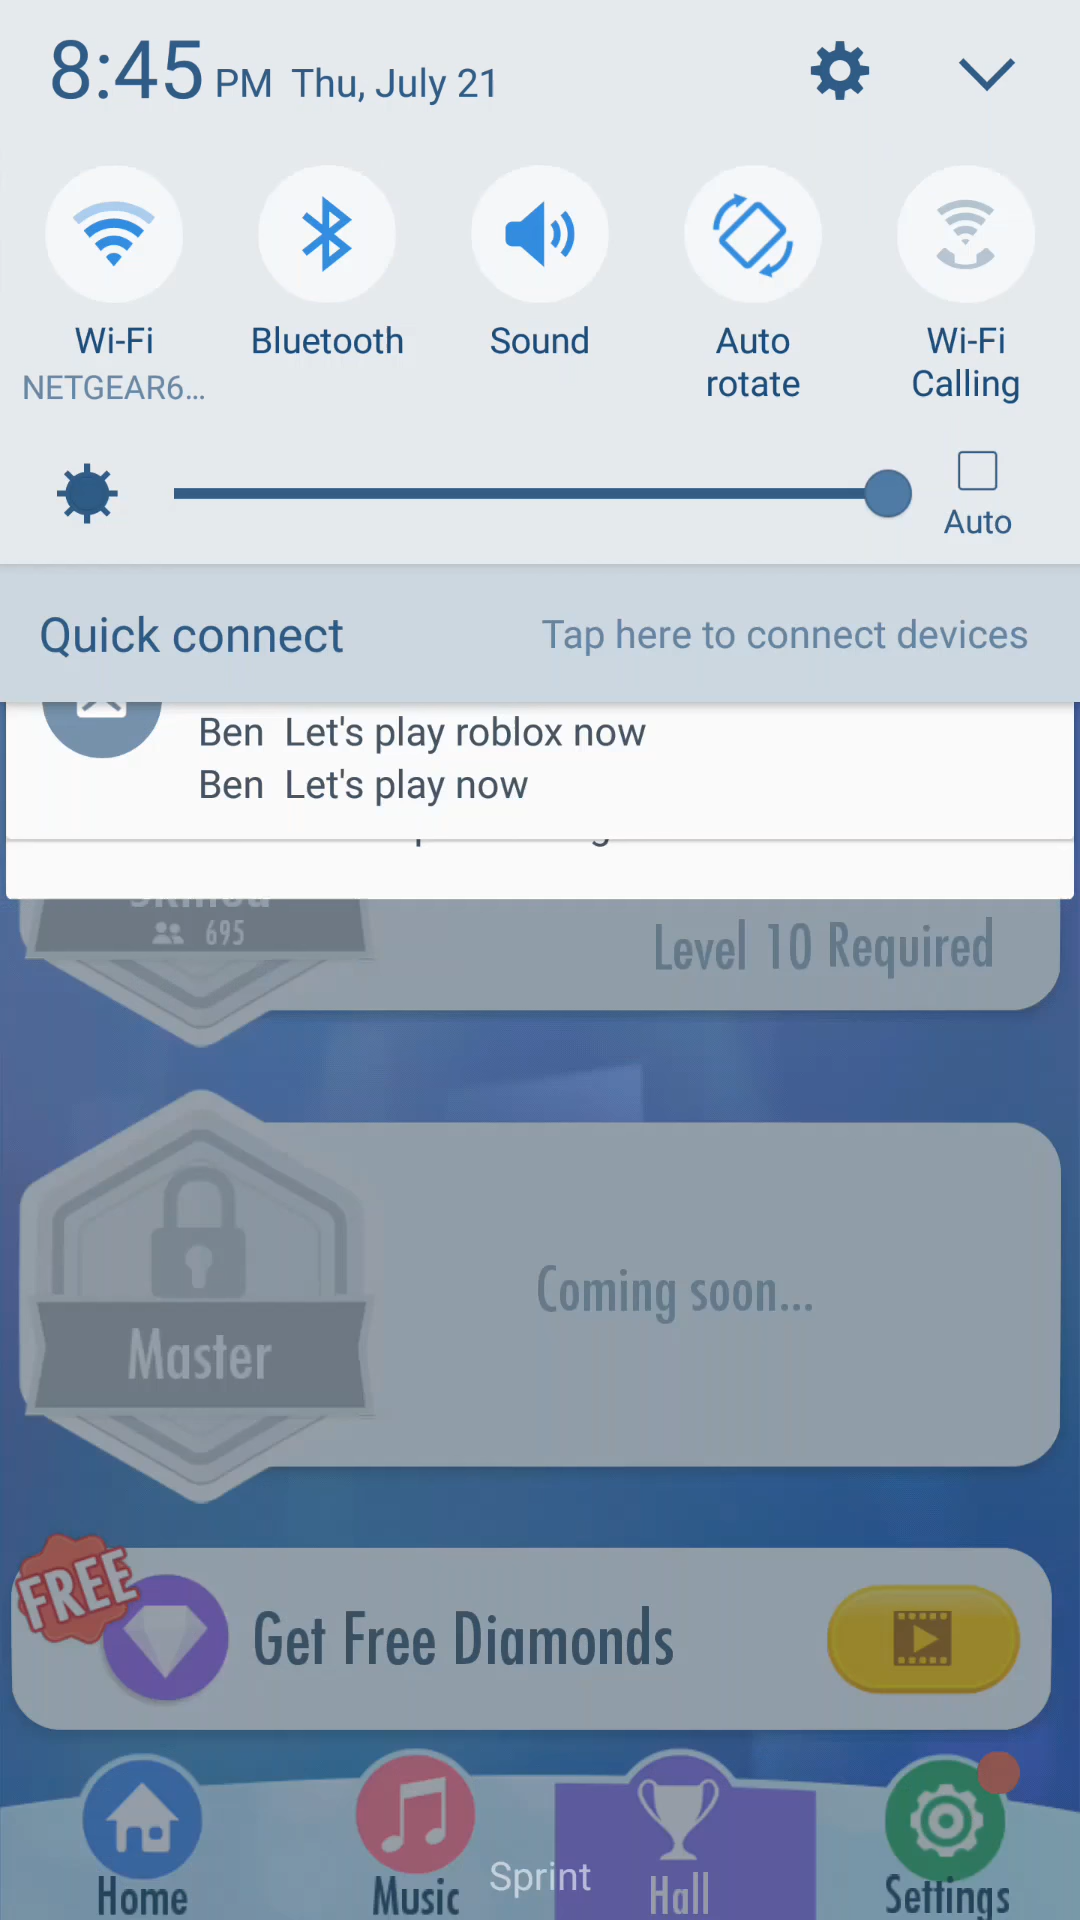 8:45 PM Thu, July 21
Wi-Fi
NETGEAR6...
Bluetooth
Sound
Auto
rotate
Wi-Fi
Calling
Auto
Quick connect
Tap here to connect devices
Ben Let's play roblox now
Ben Let's play now
695
Level 10 Required
Master
Coming soon...
FREE
Get Free Diamonds
Home
Music
Sprint
Hall
Settings